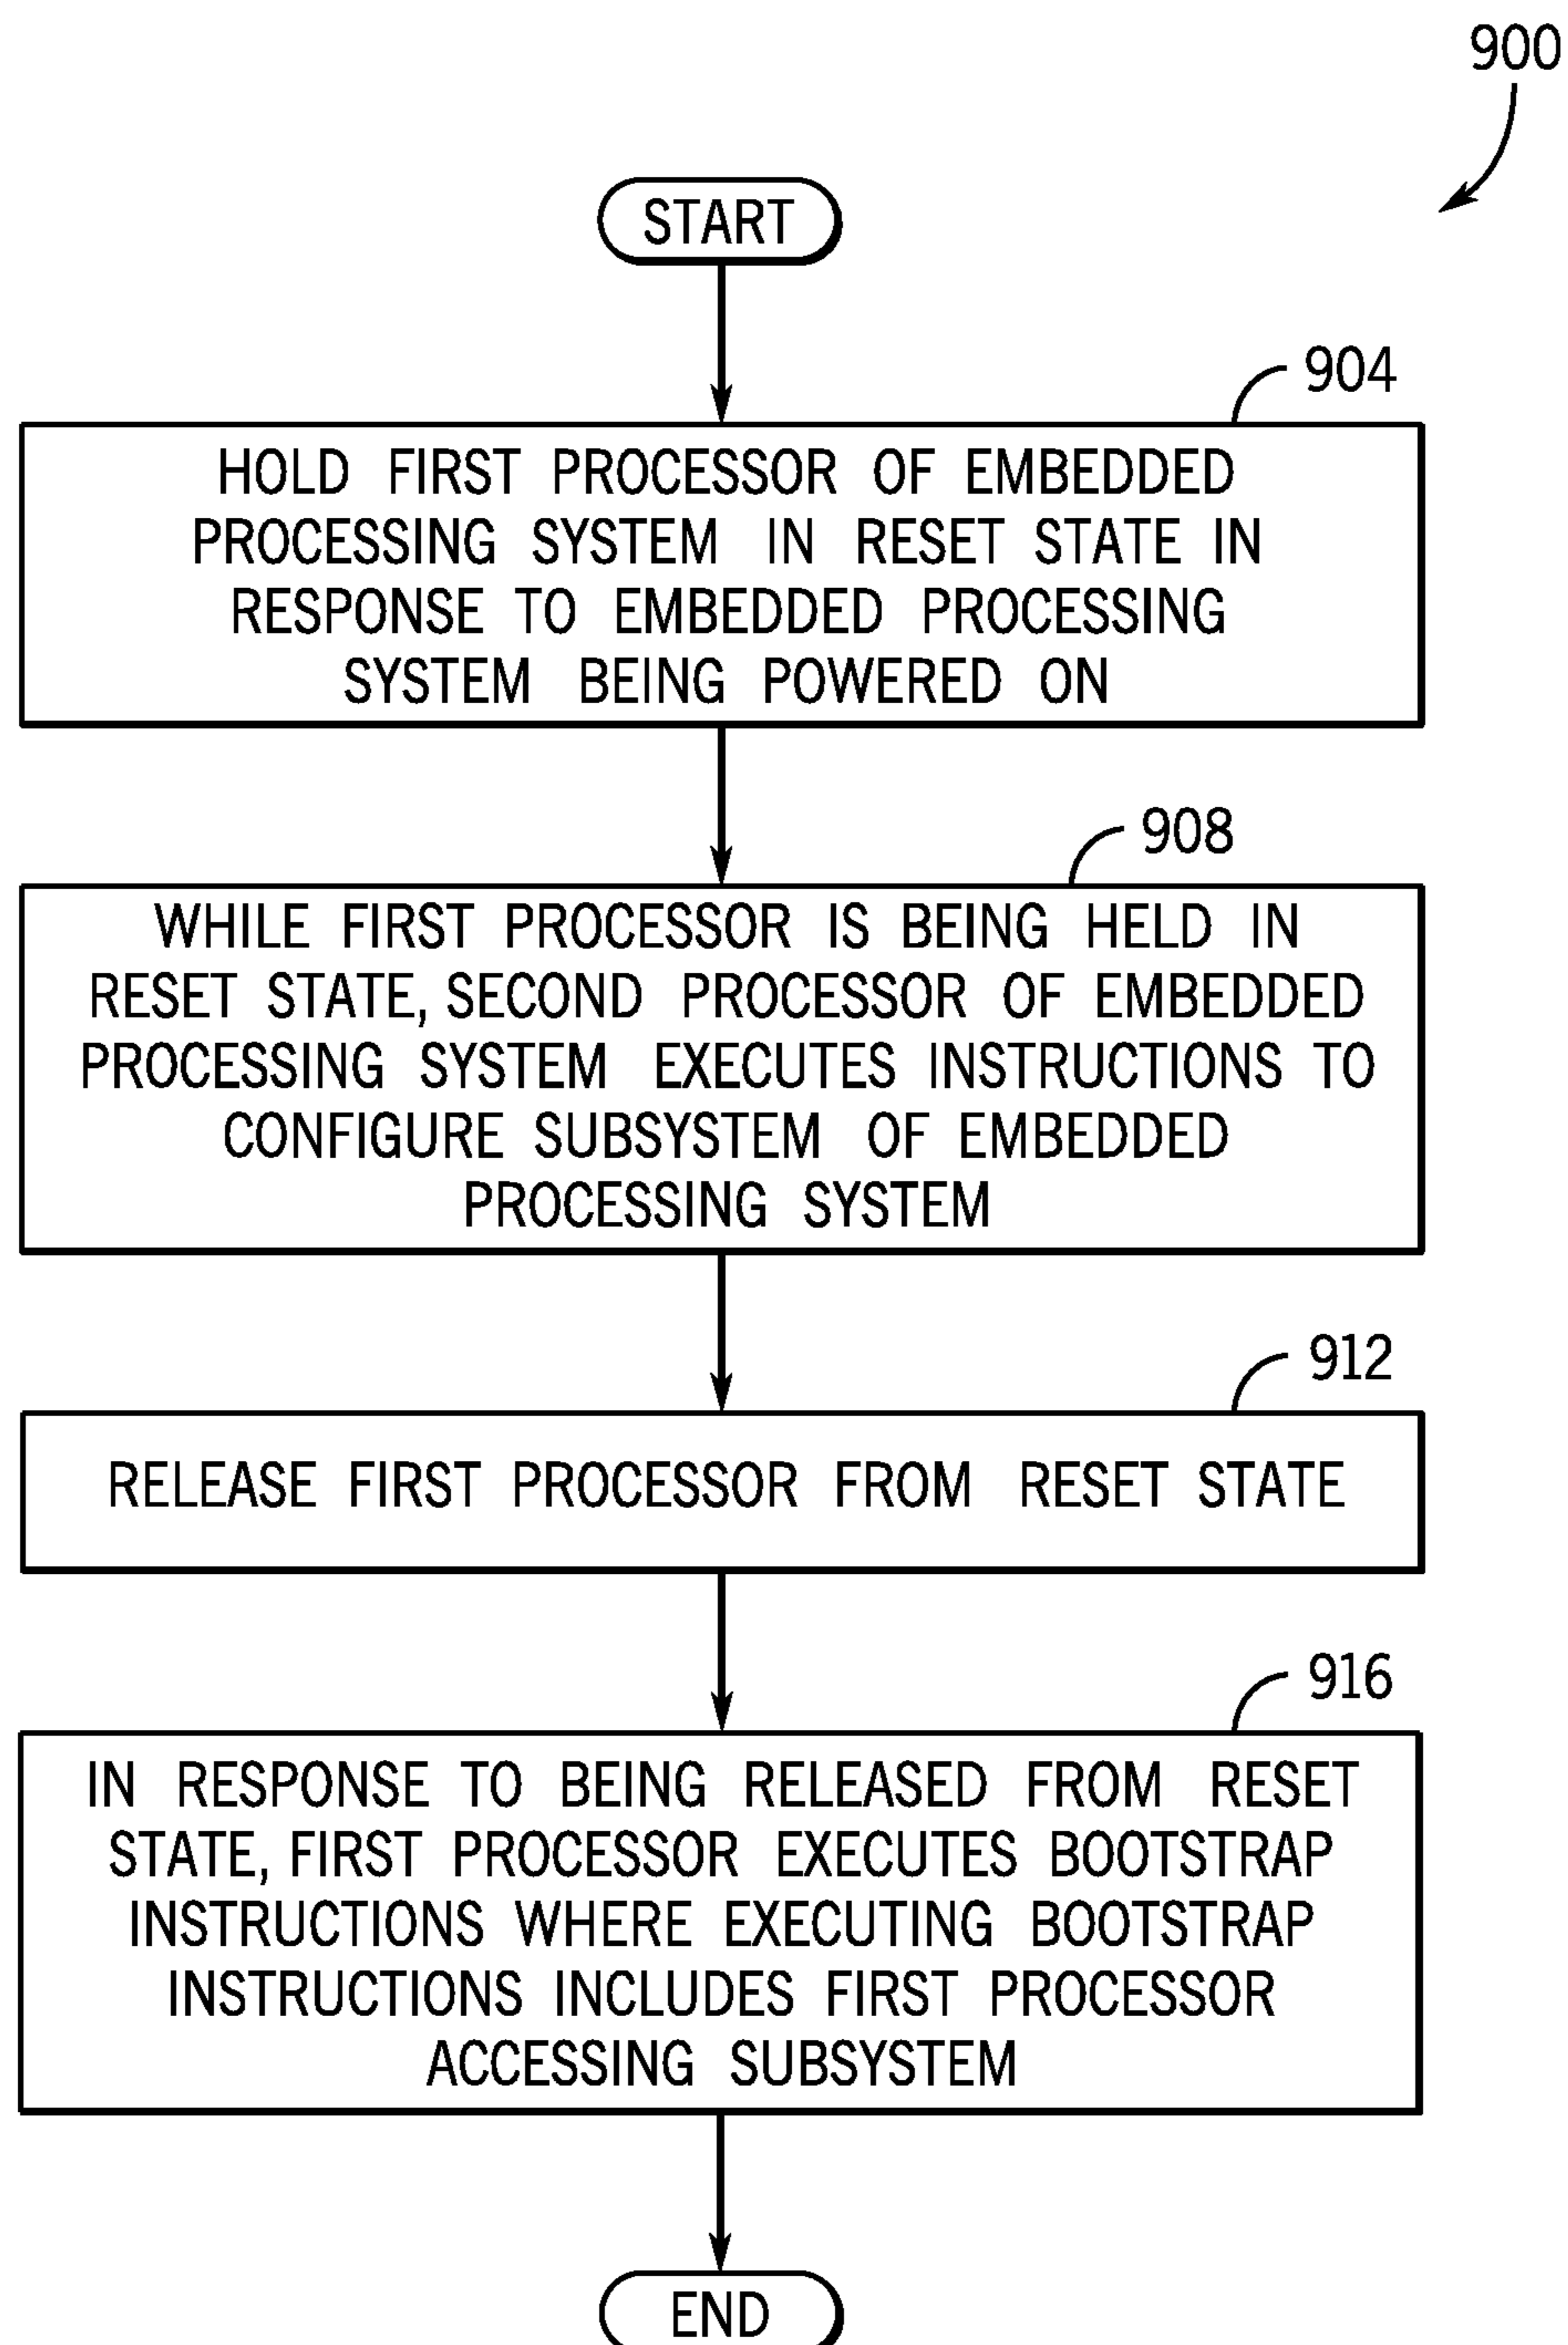 900
START
904
HOLD FIRST PROCESSOR OF EMBEDDED
PROCESSING SYSTEM IN RESET STATE IN
RESPONSE TO EMBEDDED PROCESSING
SYSTEM BEING POWERED ON
908
WHILE FIRST PROCESSOR IS BEING HELD IN
RESET STATE, SECOND PROCESSOR OF EMBEDDED
PROCESSING SYSTEM EXECUTES INSTRUCTIONS TO
CONFIGURE SUBSYSTEM OF EMBEDDED
PROCESSING SYSTEM
912
RELEASE FIRST PROCESSOR FROM RESET STATE
916
IN RESPONSE TO BEING RELEASED FROM RESET
STATE, FIRST PROCESSOR EXECUTES BOOTSTRAP
INSTRUCTIONS WHERE EXECUTING BOOTSTRAP
INSTRUCTIONS INCLUDES FIRST PROCESSOR
ACCESSING SUBSYSTEM
END